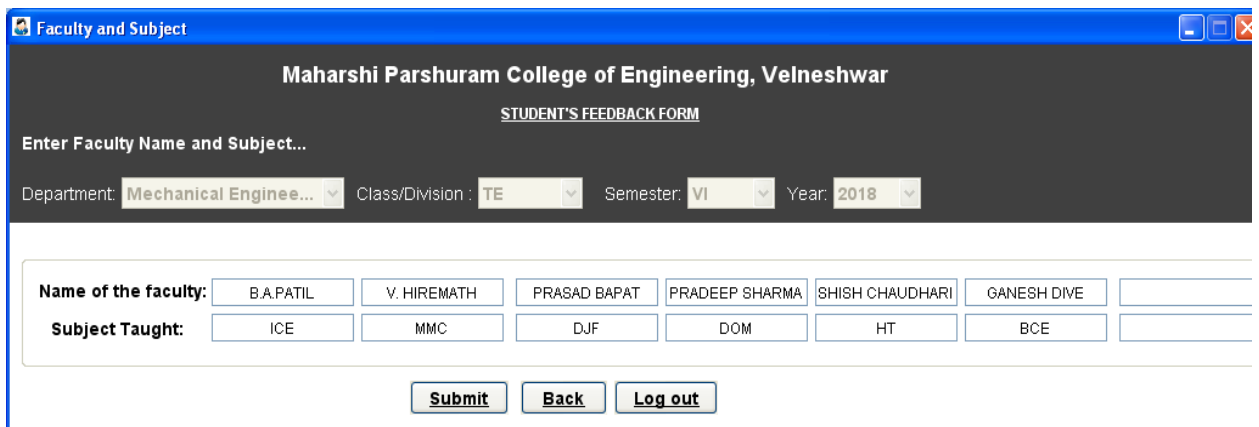 Faculty and Subject
Maharshi Parshuram College of Engineering, Velneshwar
STUDENT'S FEEDBACK FORM
Enter Faculty Name and Subject...
Department: Mechanical Enginee... Class/Division : TE Semester: VI Year: 2018
Name of the faculty: B.A.PATIL V. HIREMATH PRASAD BAPAT PRADEEP SHARMA SHISH CHAUDHARI GANESH DIVE
Subject Taught: ICE MMC DJF DOM HT BCE
Submit Back Log out